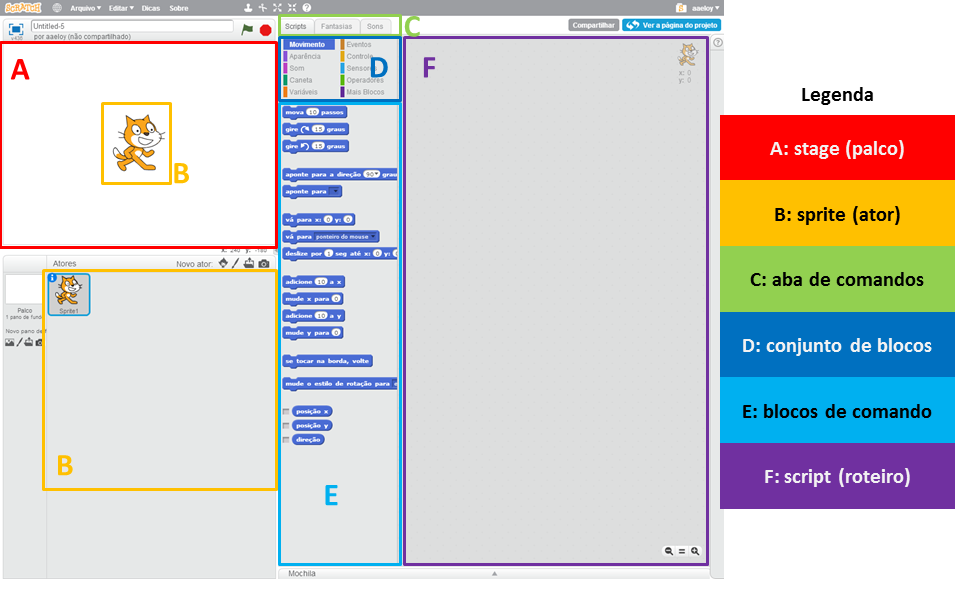 SCRATCH Arquivo Editar Dicas Sobre aaeloy
Untitled-5
por aaeloy (não compartilhado)
v436
Scripts Fantasias Sons
C
Compartilhar Ver a página do projeto
A
B
Movimento Eventos
Aparência Controle
Som Sensores
Caneta Operadores
Variáveis Mais Blocos
D
F
x: 0
y: 0
mova 10 passos
gire 15 graus
gire 15 graus
aponte para a direção 90 grau
aponte para
vá para x: 0 y: 0
vá para ponteiro do mouse
deslize por 1 seg até x: 0 y:
adicione 10 a x
mude x para 0
adicione 10 a y
mude y para 0
se tocar na borda, volte
mude o estilo de rotação para
posição x
posição y
direção
E
x: 240 y: -180
Atores Novo ator:
Sprite1
Palco
1 pano de fund
Novo pano de f
B
Mochila
Legenda
A: stage (palco)
B: sprite (ator)
C: aba de comandos
D: conjunto de blocos
E: blocos de comando
F: script (roteiro)